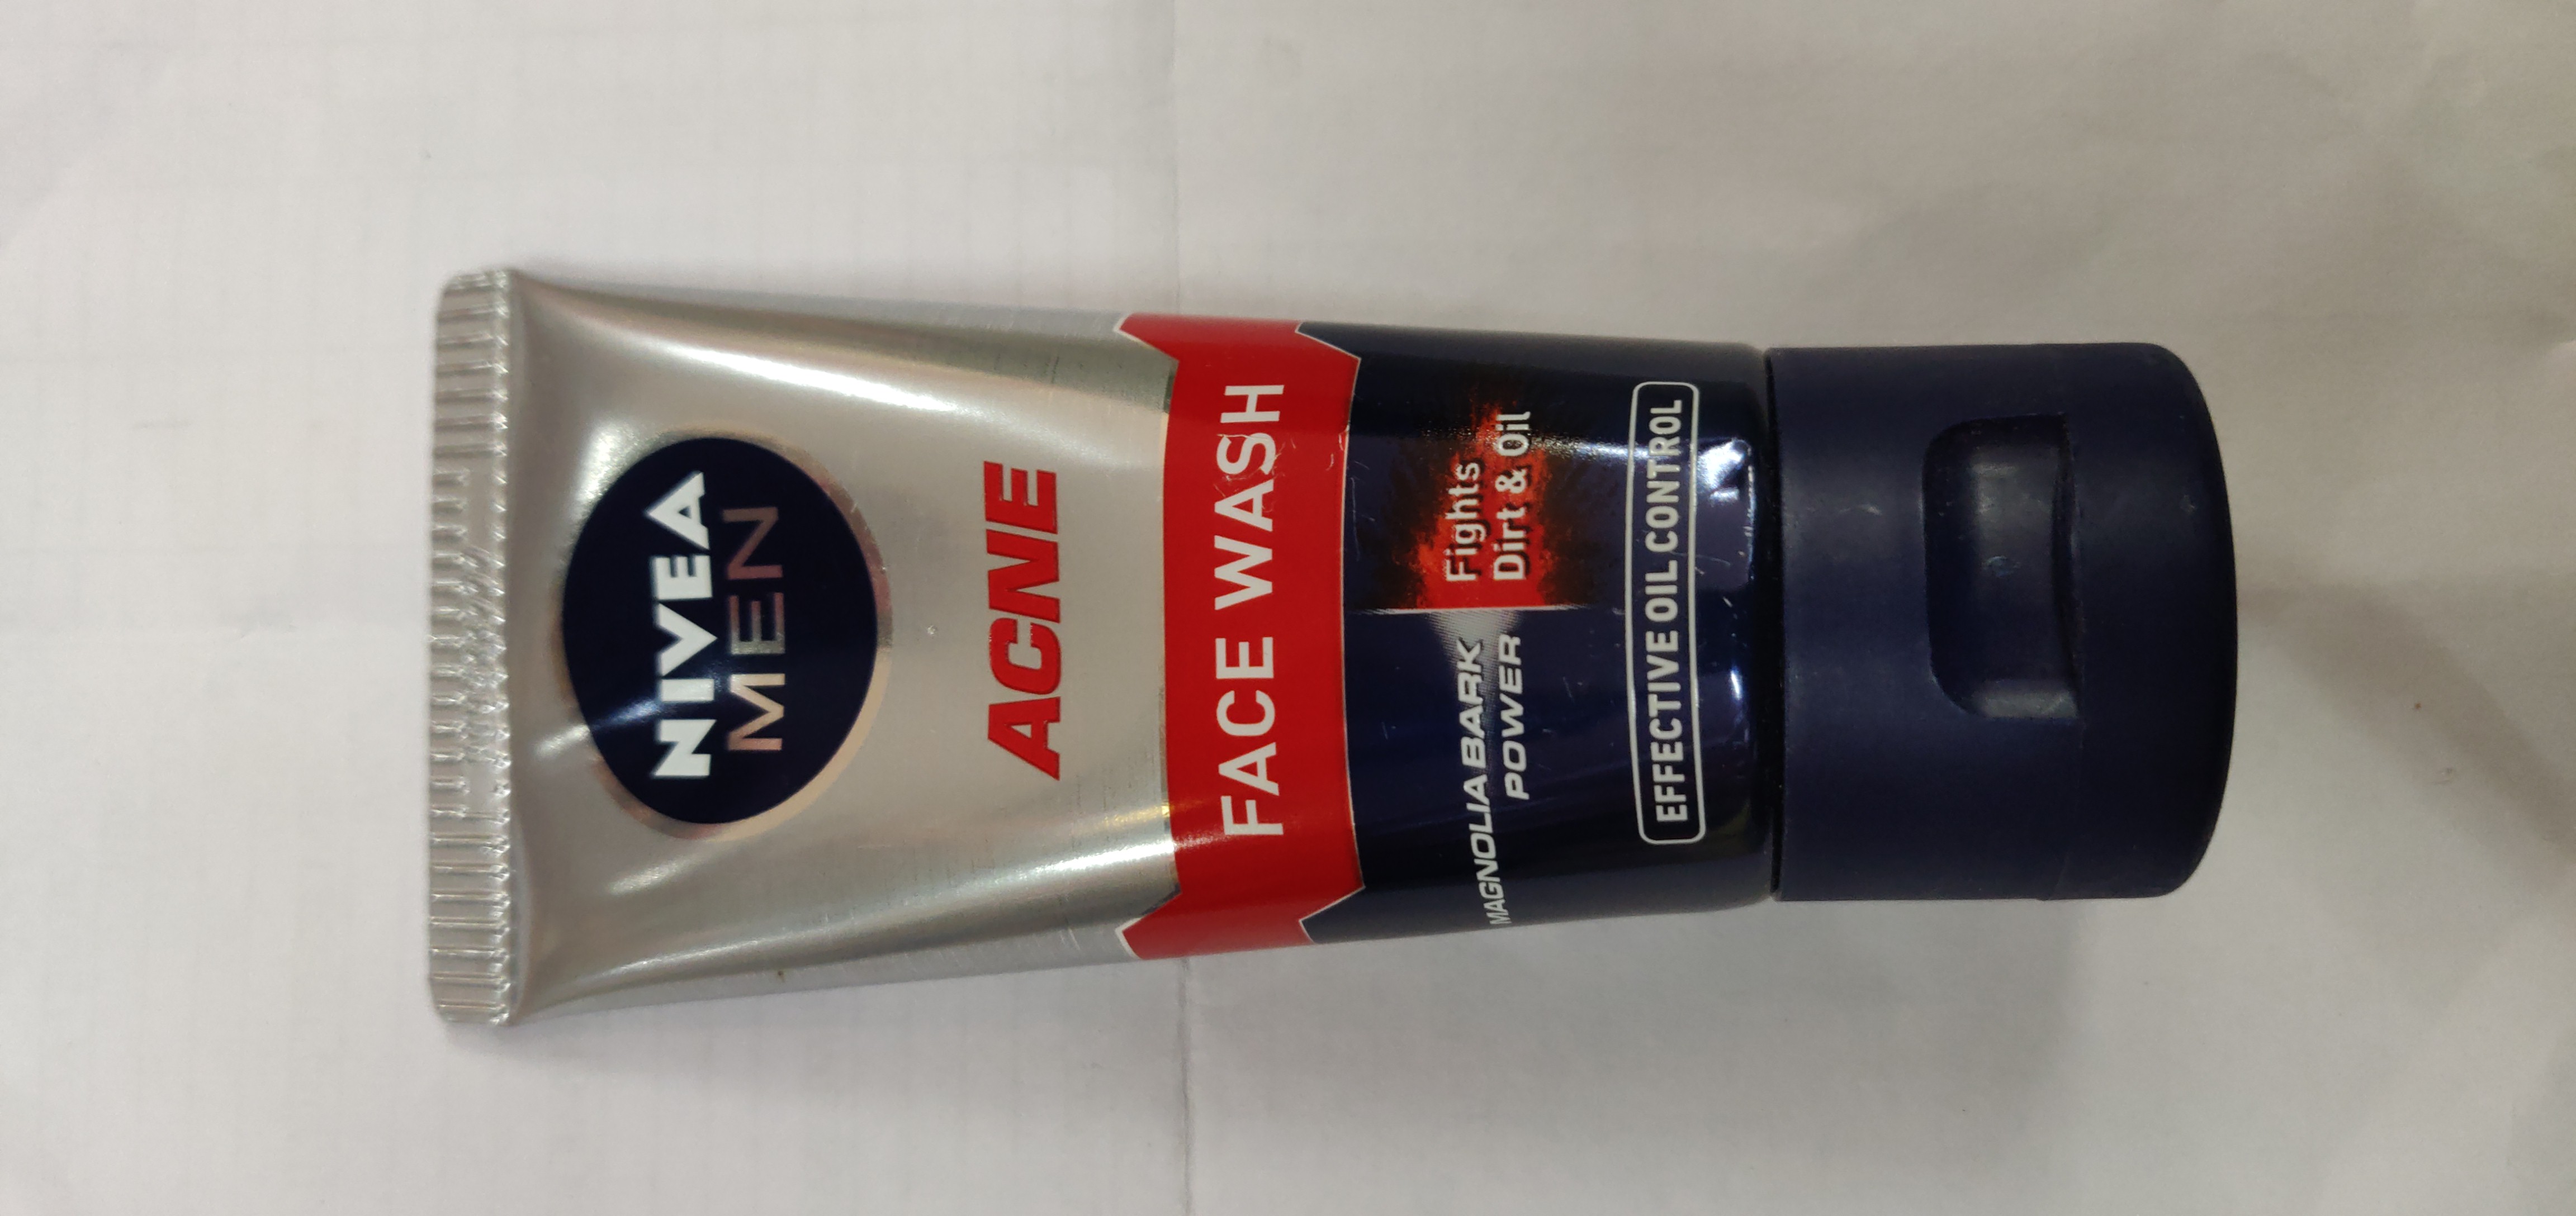 NIVEA
MEN
ACNE
FACE WASH
MAGNOLIA BARK
POWER
Fights
Dirt & Oil
EFFECTIVE OIL CONTROL